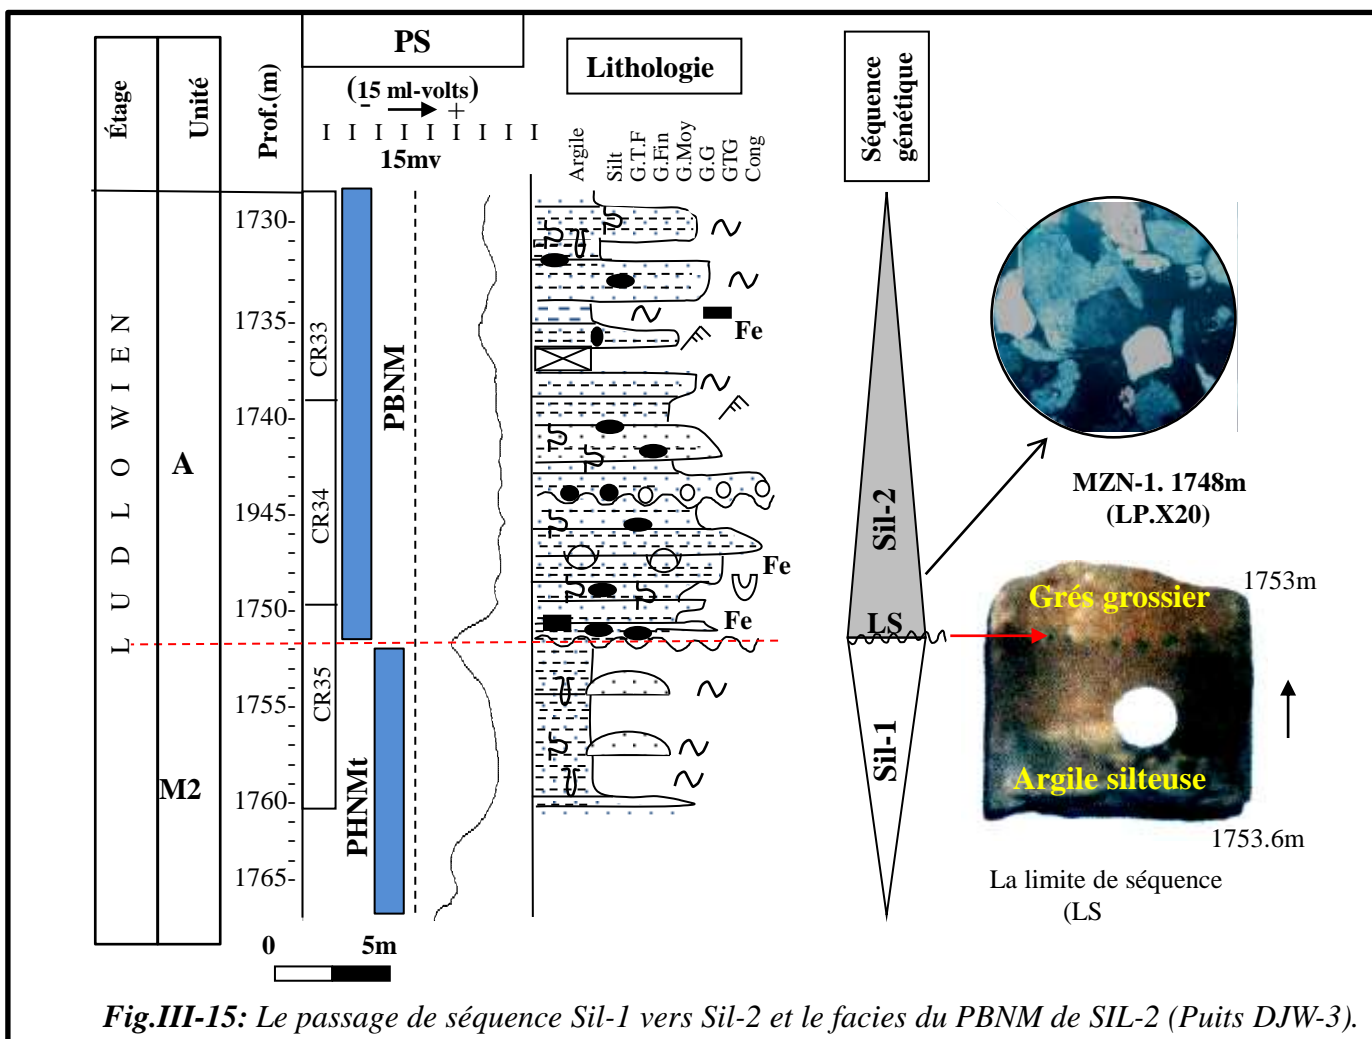 Étage
Unité
Prof.(m)
PS
(15 ml-volts)
- +
I I I I I I I I I
15mv
Lithologie
Argile
Silt
G.T.F
G.Fin
G.Moy
G.G
GTG
Cong
Séquence
génétique
LUDLOWIEN
A
M2
1730-
1735-
1740-
1945-
1750-
1755-
1760-
1765-
CR33
CR34
CR35
PBNM
PHNMt
Fe
Fe
Fe
Sil-2
LS
Sil-1
MZN-1. 1748m
(LP.X20)
1753m
Grés grossier
Argile silteuse
1753.6m
La limite de séquence
(LS
0 5m
Fig.III-15: Le passage de séquence Sil-1 vers Sil-2 et le facies du PBNM de SIL-2 (Puits DJW-3).